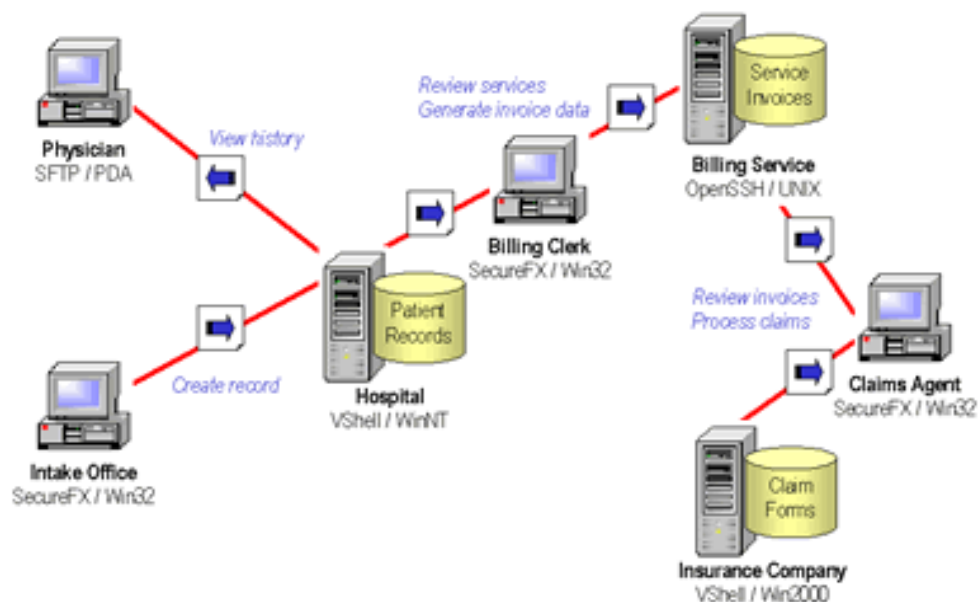 Physician
SFTP / PDA
View history
Review services
Generate invoice data
Service
Invoices
Billing Service
OpenSSH / UNIX
Billing Clerk
SecureFX / Win32
Patient
Records
Hospital
VShell / WinNT
Create record
Intake Office
SecureFX / Win32
Review invoices
Process claims
Claims Agent
SecureFX / Win32
Claim
Forms
Insurance Company
VShell / Win2000